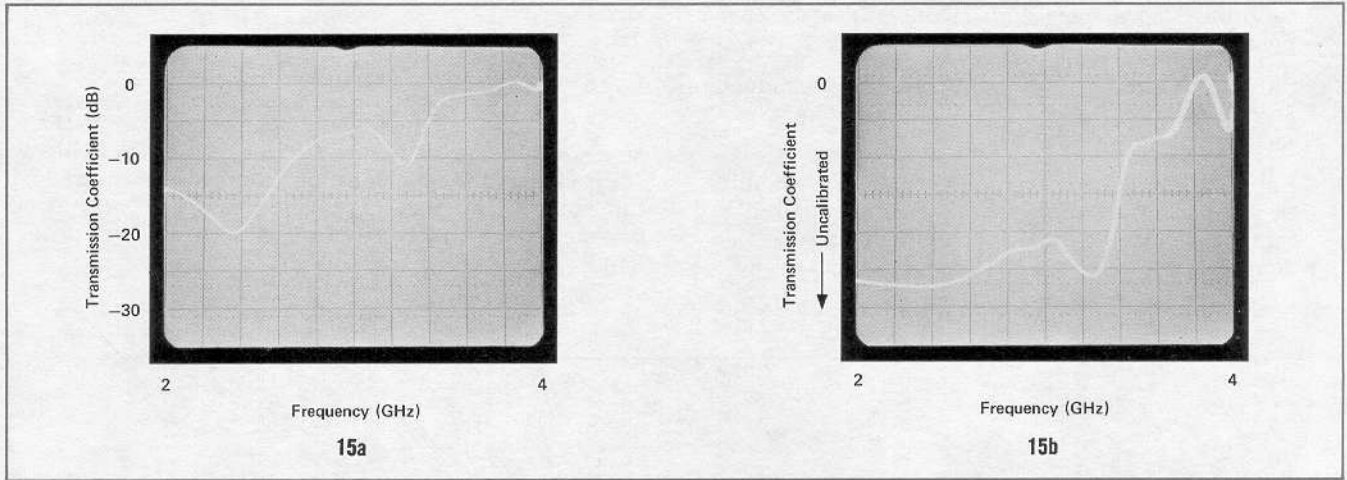 Transmission Coefficient (dB)
0
−10
−20
−30
2
4
Frequency (GHz)
15a
Transmission Coefficient
Uncalibrated
0
2
4
Frequency (GHz)
15b